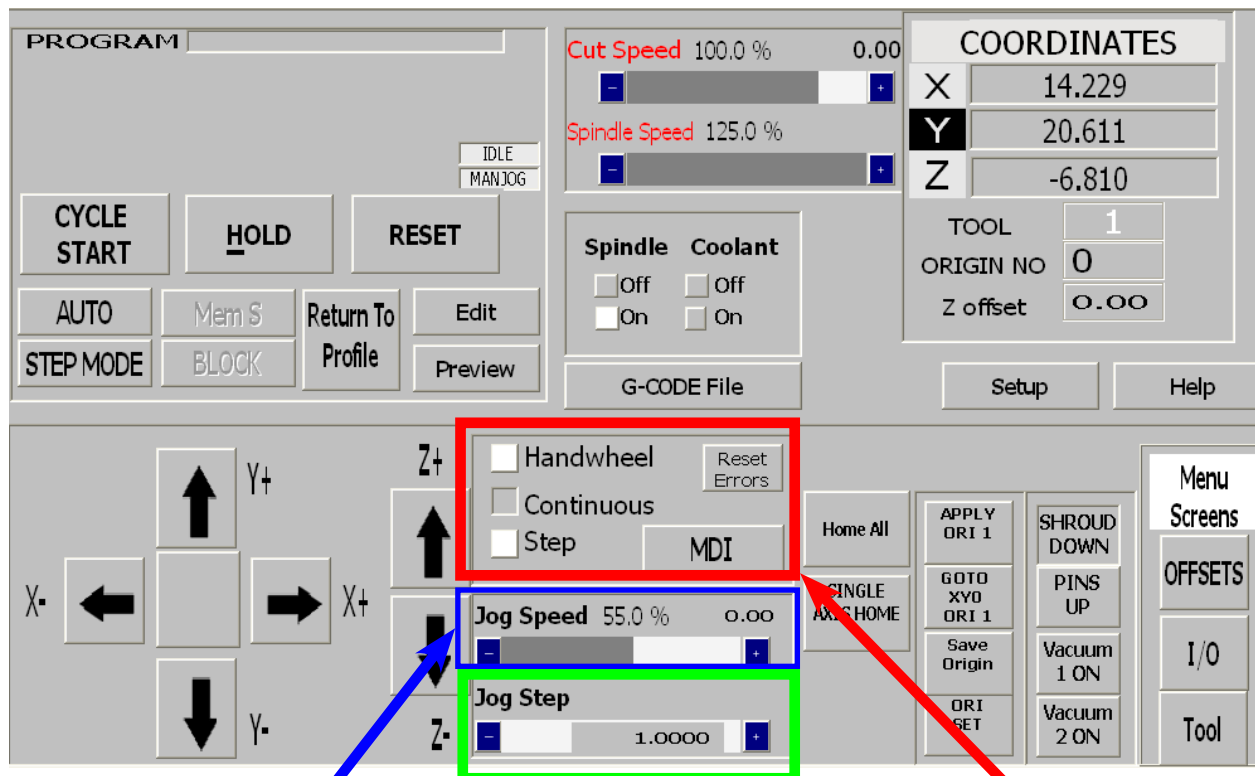 PROGRAM
IDLE
MANJOG
CYCLE
START
HOLD
RESET
AUTO
Mem S
Return To
Profile
Edit
STEP MODE
BLOCK
Preview
Cut Speed 100.0 % 0.00
-
+
Spindle Speed 125.0 %
-
+
Spindle Coolant
Off Off
On On
G-CODE File
COORDINATES
X 14.229
Y 20.611
Z -6.810
TOOL 1
ORIGIN NO 0
Z offset 0.00
Setup
Help
Y+
X-
X+
Y-
Z+
Z-
Handwheel
Reset
Errors
Continuous
Step
MDI
Jog Speed 55.0 % 0.00
-
+
Jog Step
-
1.0000
+
Home All
SINGLE
AXIS HOME
APPLY
ORI 1
GOTO
XY0
ORI 1
Save
Origin
ORI
SET
SHROUD
DOWN
PINS
UP
Vacuum
1 ON
Vacuum
2 ON
Menu
Screens
OFFSETS
I/O
Tool